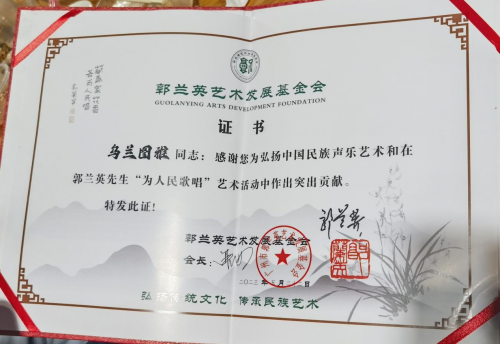 郭兰英艺术发展基金会
GUOLANYING ARTS DEVELOPMENT FOUNDATION
证书
乌兰图雅同志：感谢您为弘扬中国民族声乐艺术和在
郭兰英先生“为人民歌唱”艺术活动中作出突出贡献。
特发此证！
郭兰英
郭兰英艺术发展基金会
会长：
弘扬 统文化 传承民族艺术